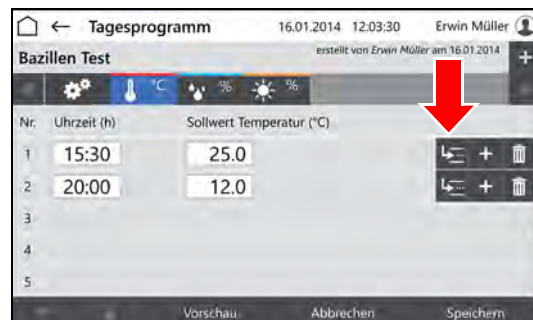 ← Tagesprogramm 16.01.2014 12:03:30 Erwin Müller
Bazillen Test erstellt von Erwin Müller am 16.01.2014 +
°C % %
Nr. Uhrzeit (h) Sollwert Temperatur (°C)
1 15:30 25.0 +
2 20:00 12.0 +
3
4
5
Vorschau Abbrechen Speichern